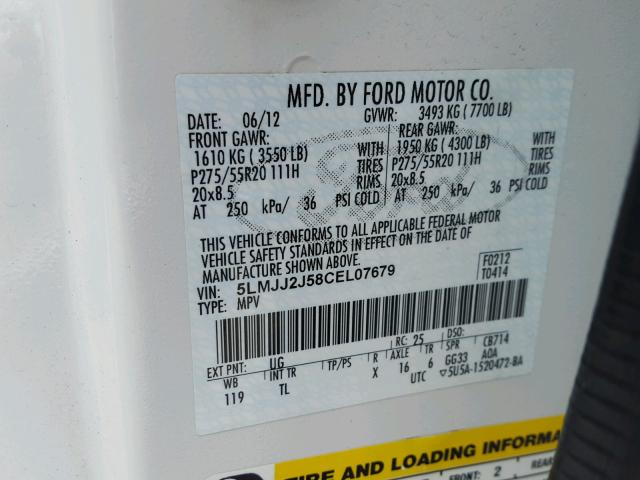 MFD. BY FORD MOTOR CO.
DATE: 06/12 GVWR: 3493 KG ( 7700 LB)
FRONT GAWR: REAR GAWR:
1610 KG ( 3550 LB) WITH 1950 KG ( 4300 LB) WITH
P275/55R20 111H TIRES P275/55R20 111H TIRES
20x8.5 RIMS 20x8.5 RIMS
AT 250 kPa/ 36 PSI COLD AT 250 kPa/ 36 PSI COLD
THIS VEHICLE CONFORMS TO ALL APPLICABLE FEDERAL MOTOR
VEHICLE SAFETY STANDARDS IN EFFECT ON THE DATE OF
MANUFACTURE SHOWN ABOVE. F0212
VIN: 5LMJJ2J58CEL07679 T0414
TYPE: MPV
EXT PNT: UG RC: 25 DSO: CB714
WB INT TR TP/PS R AXLE TR SPR AOA
119 TL X 16 6 GG33
UTC 5U5A-1520472-BA
TIRE AND LOADING INFORMA
FRONT: 2 REAR